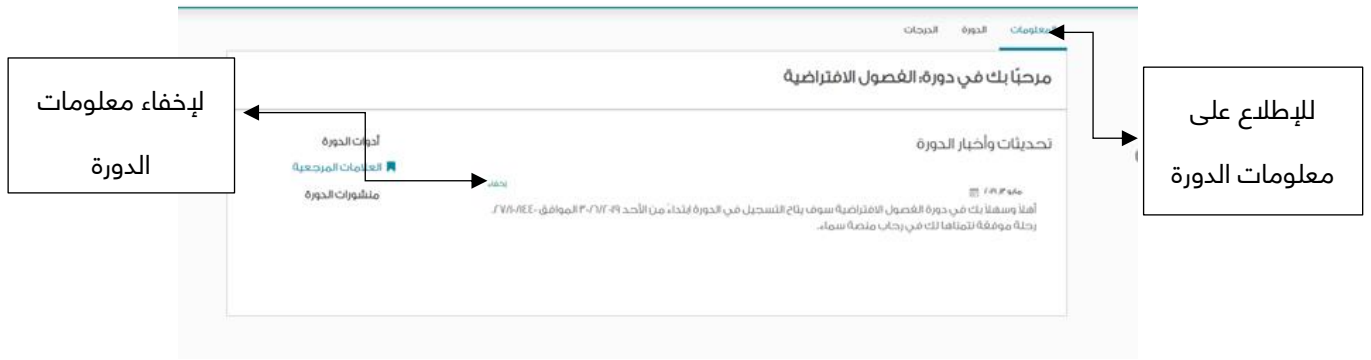 المعلومات الدورة الدرجات
مرحبًا بك في دورة: الفصول الافتراضية
للإطلاع على
معلومات الدورة
لإخفاء معلومات
الدورة
تحديثات وأخبار الدورة
إخفاء
أهلا وسهلا بك في دورة الفصول الافتراضية سوف يتاح التسجيل في الدورة ابتداءً من الأحد الموافق
رحلة موفقة نتمناها لك في رحاب منصة سماء.
أدوات الدورة
العلامات المرجعية
منشورات الدورة